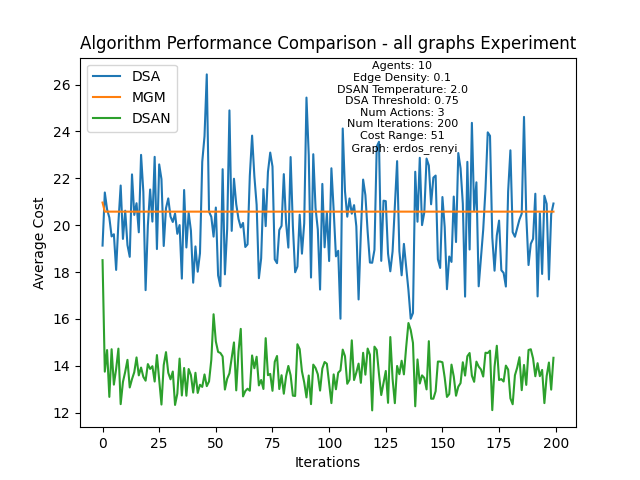 Algorithm Performance Comparison - all graphs Experiment
DSA
MGM
DSAN
Agents: 10
Edge Density: 0.1
DSAN Temperature: 2.0
DSA Threshold: 0.75
Num Actions: 3
Num Iterations: 200
Cost Range: 51
Graph: erdos_renyi
Average Cost
26
24
22
20
18
16
14
12
0 25 50 75 100 125 150 175 200
Iterations